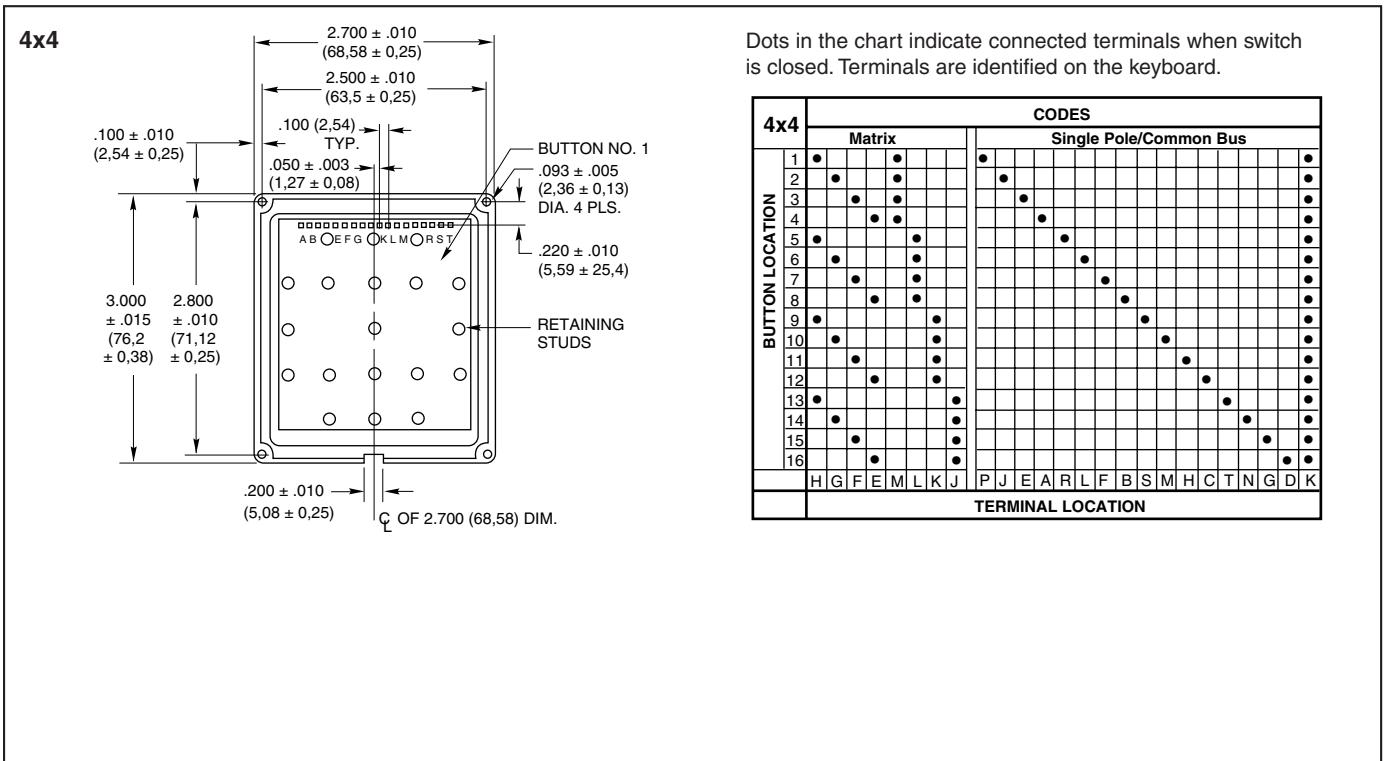 4x4
2.700 ± .010
(68,58 ± 0,25)
2.500 ± .010
(63,5 ± 0,25)
.100 ± .010
(2,54 ± 0,25)
.100 (2,54)
TYP.
.050 ± .003
(1,27 ± 0,08)
BUTTON NO. 1
.093 ± .005
(2,36 ± 0,13)
DIA. 4 PLS.
A B E F G K L M R S T
.220 ± .010
(5,59 ± 25,4)
3.000
± .015
(76,2
± 0,38)
2.800
± .010
(71,12
± 0,25)
RETAINING
STUDS
.200 ± .010
(5,08 ± 0,25)
℄ OF 2.700 (68,58) DIM.
Dots in the chart indicate connected terminals when switch
is closed. Terminals are identified on the keyboard.
4x4
CODES
Matrix
Single Pole/Common Bus
BUTTON LOCATION
1
2
3
4
5
6
7
8
9
10
11
12
13
14
15
16
H G F E M L K J P J E A R L F B S M H C T N G D K
TERMINAL LOCATION